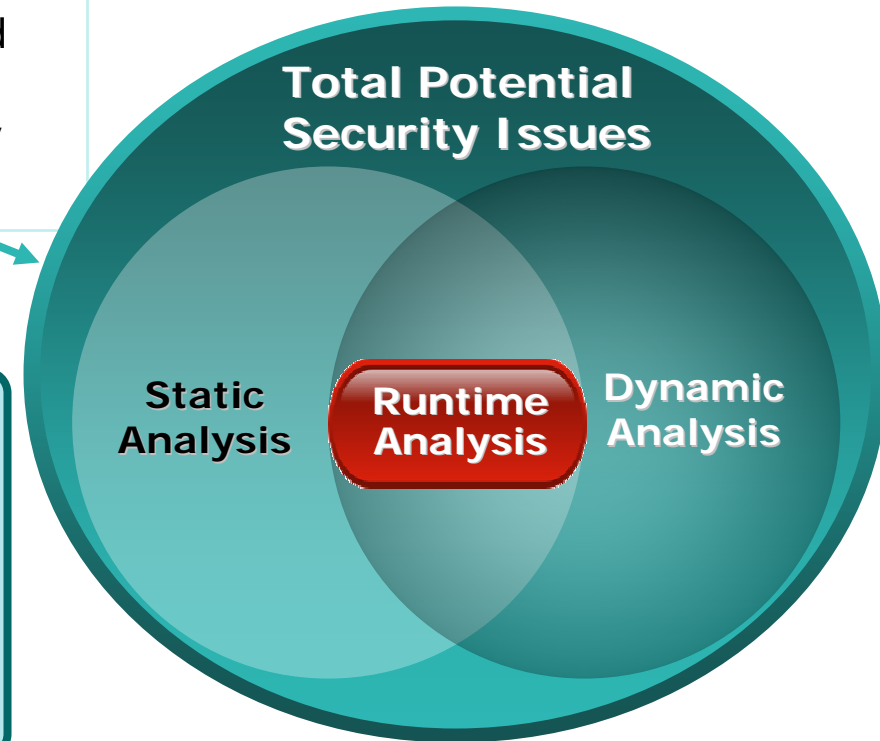 Total Potential
Security Issues
Static
Analysis
Runtime
Analysis
Dynamic
Analysis